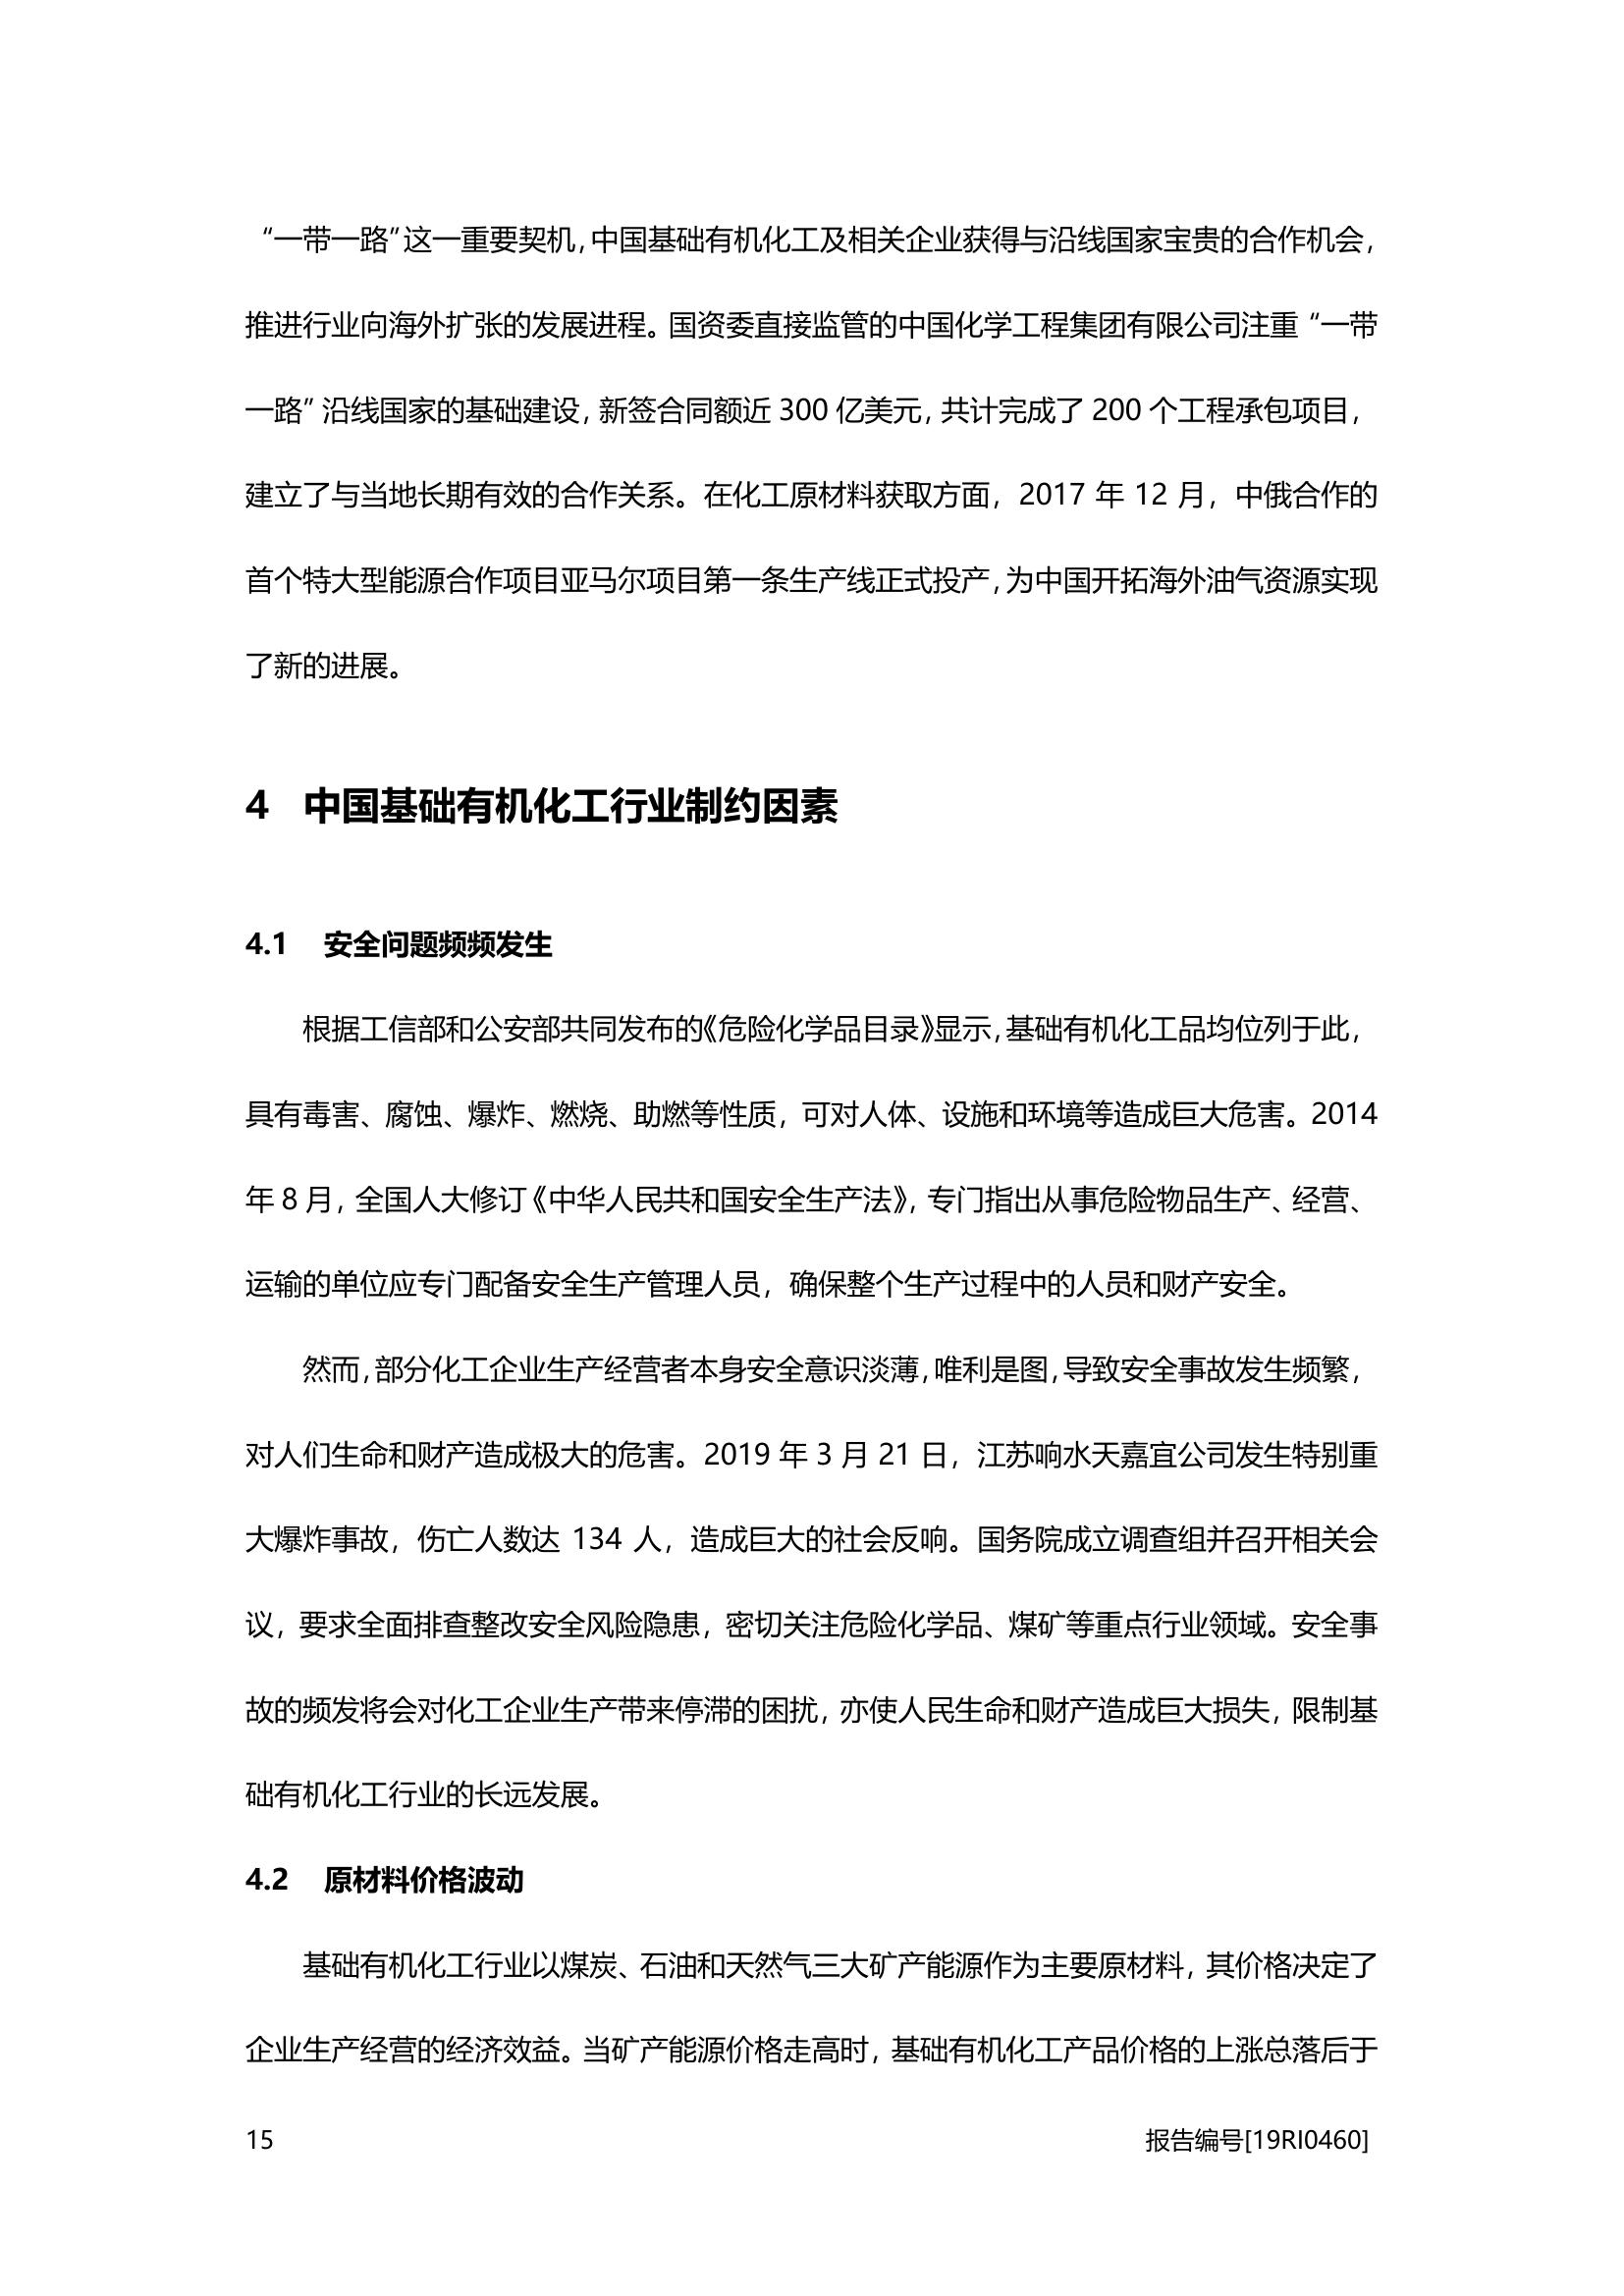 “一带一路”这一重要契机，中国基础有机化工及相关企业获得与沿线国家宝贵的合作机会，
推进行业向海外扩张的发展进程。国资委直接监管的中国化学工程集团有限公司注重“一带
一路”沿线国家的基础建设，新签合同额近 300 亿美元，共计完成了 200 个工程承包项目，
建立了与当地长期有效的合作关系。在化工原材料获取方面，2017 年 12 月，中俄合作的
首个特大型能源合作项目亚马尔项目第一条生产线正式投产，为中国开拓海外油气资源实现
了新的进展。
4 中国基础有机化工行业制约因素
4.1 安全问题频频发生
根据工信部和公安部共同发布的《危险化学品目录》显示，基础有机化工品均位列于此，
具有毒害、腐蚀、爆炸、燃烧、助燃等性质，可对人体、设施和环境等造成巨大危害。2014
年 8 月，全国人大修订《中华人民共和国安全生产法》，专门指出从事危险物品生产、经营、
运输的单位应专门配备安全生产管理人员，确保整个生产过程中的人员和财产安全。
然而，部分化工企业生产经营者本身安全意识淡薄，唯利是图，导致安全事故发生频繁，
对人们生命和财产造成极大的危害。2019 年 3 月 21 日，江苏响水天嘉宜公司发生特别重
大爆炸事故，伤亡人数达 134 人，造成巨大的社会反响。国务院成立调查组并召开相关会
议，要求全面排查整改安全风险隐患，密切关注危险化学品、煤矿等重点行业领域。安全事
故的频发将会对化工企业生产带来停滞的困扰，亦使人民生命和财产造成巨大损失，限制基
础有机化工行业的长远发展。
4.2 原材料价格波动
基础有机化工行业以煤炭、石油和天然气三大矿产能源作为主要原材料，其价格决定了
企业生产经营的经济效益。当矿产能源价格走高时，基础有机化工产品价格的上涨总落后于
15 报告编号[19RI0460]